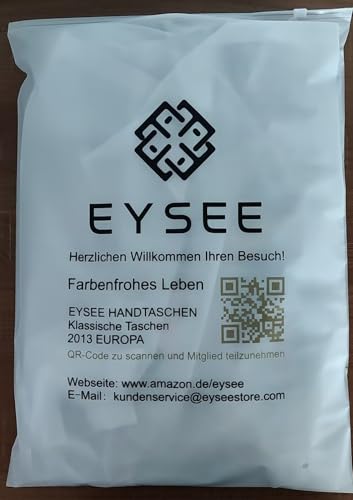 EYSEE
Herzlichen Willkommen Ihren Besuch!
Farbenfrohes Leben
EYSEE HANDTASCHEN
Klassische Taschen
2013 EUROPA
QR-Code zu scannen und Mitglied teilzunehmen
Webseite: www.amazon.de/eysee
E-Mail: kundenservice@eyseestore.com